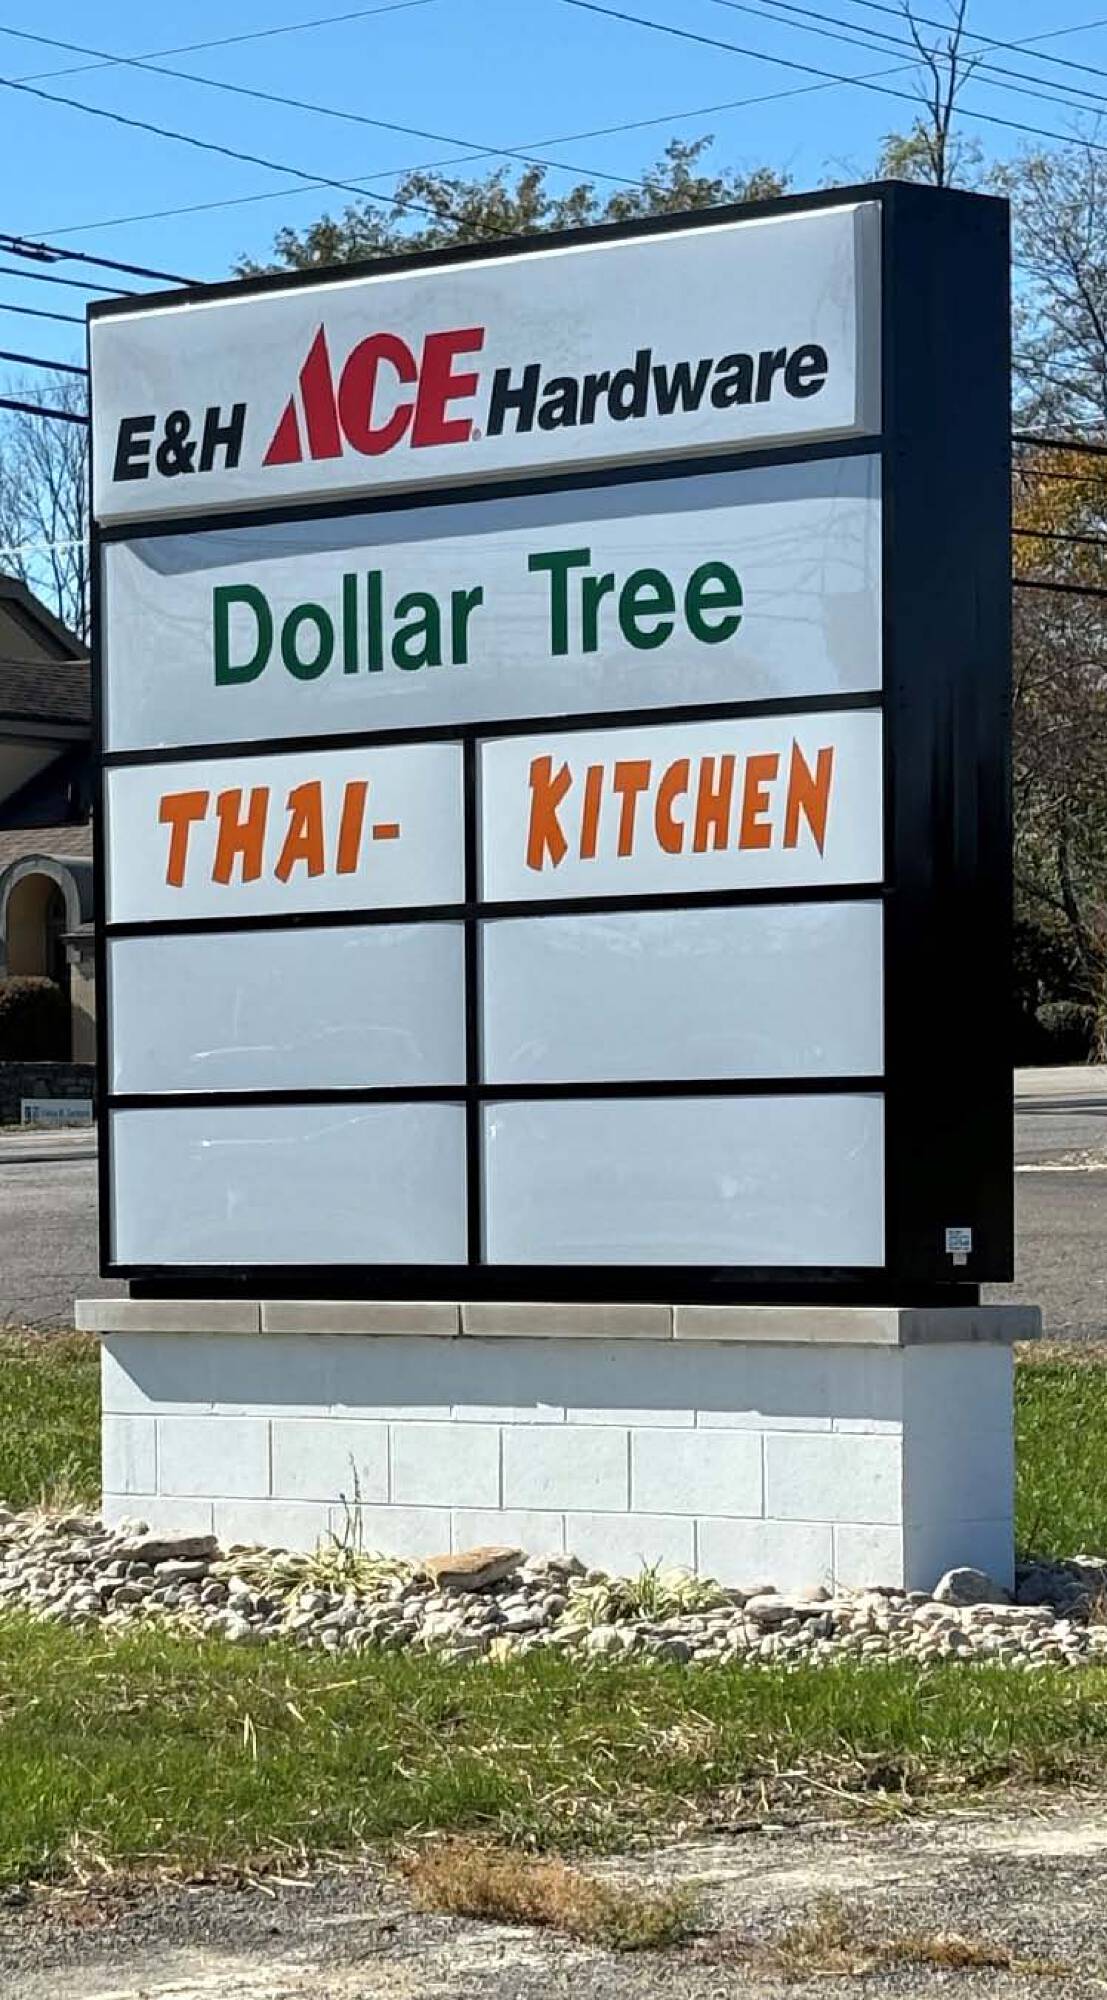 E&H ACE Hardware
Dollar Tree
THAI- KITCHEN